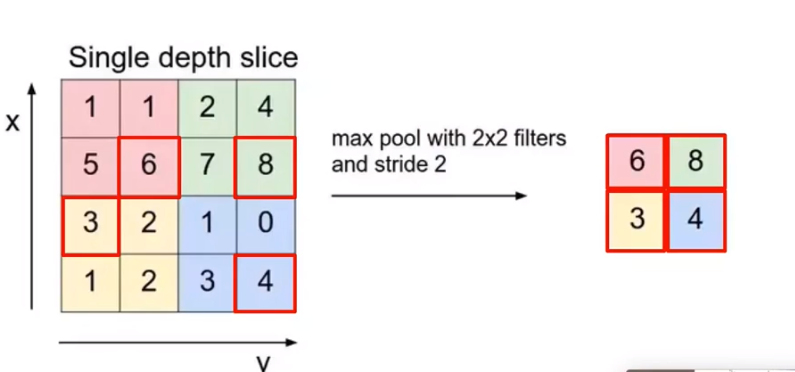 Single depth slice
X
1 1 2 4
5 6 7 8
3 2 1 0
1 2 3 4
y
max pool with 2x2 filters
and stride 2
6 8
3 4